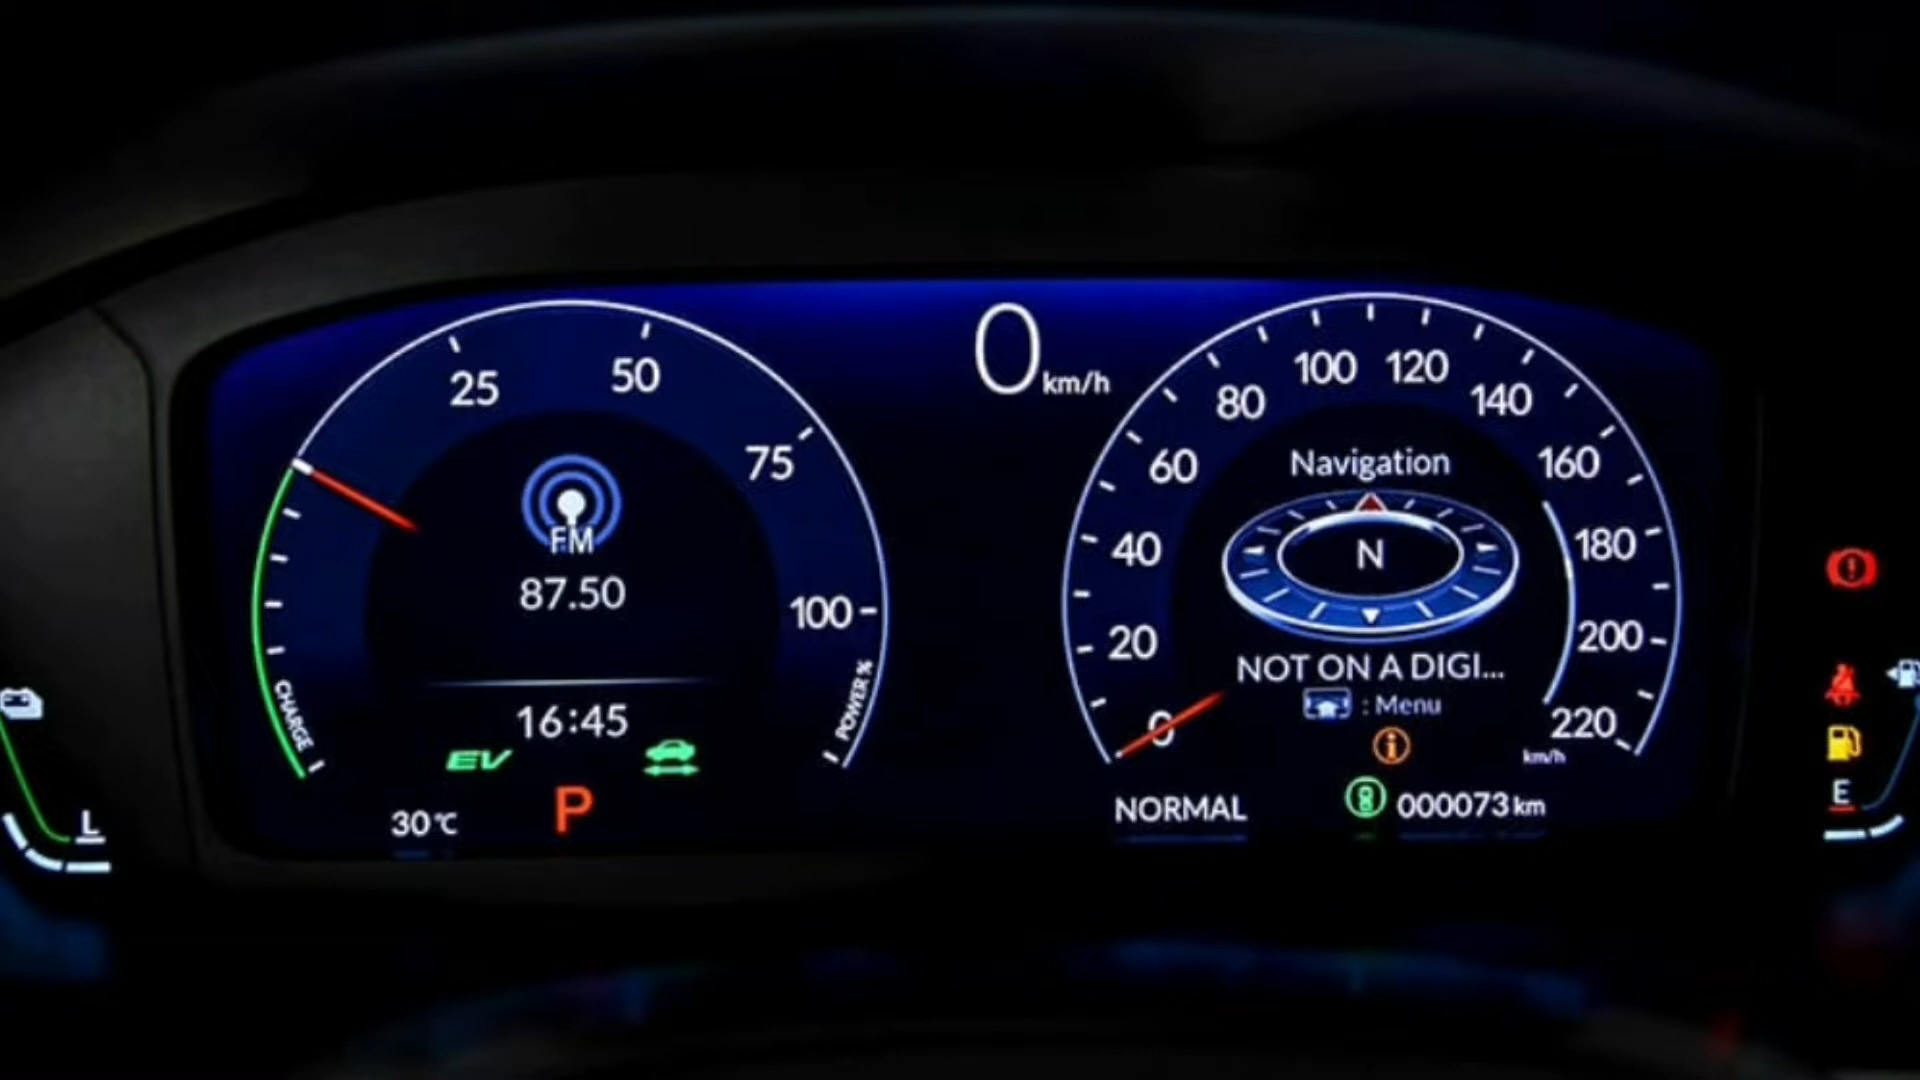 25
50
75
100
CHARGE
POWER %
FM
87.50
16:45
EV
30℃
P
0 km/h
0
20
40
60
80
100
120
140
160
180
200
220
km/h
Navigation
N
NOT ON A DIGI...
: Menu
NORMAL
000073 km
L
E